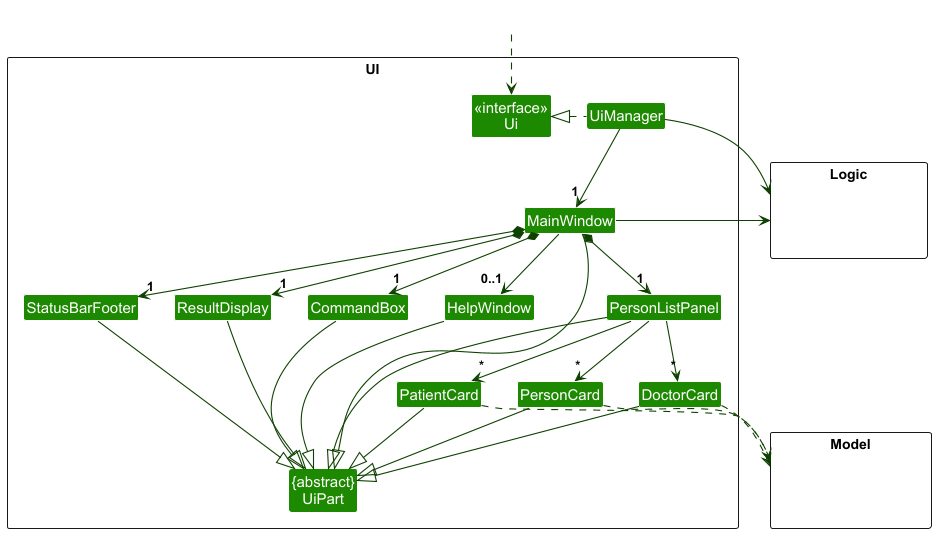 UI
«interface»
Ui
UiManager
Logic
1
MainWindow
1
1
1
0..1
1
StatusBarFooter
ResultDisplay
CommandBox
HelpWindow
PersonListPanel
*
*
*
PatientCard
PersonCard
DoctorCard
Model
{abstract}
UiPart